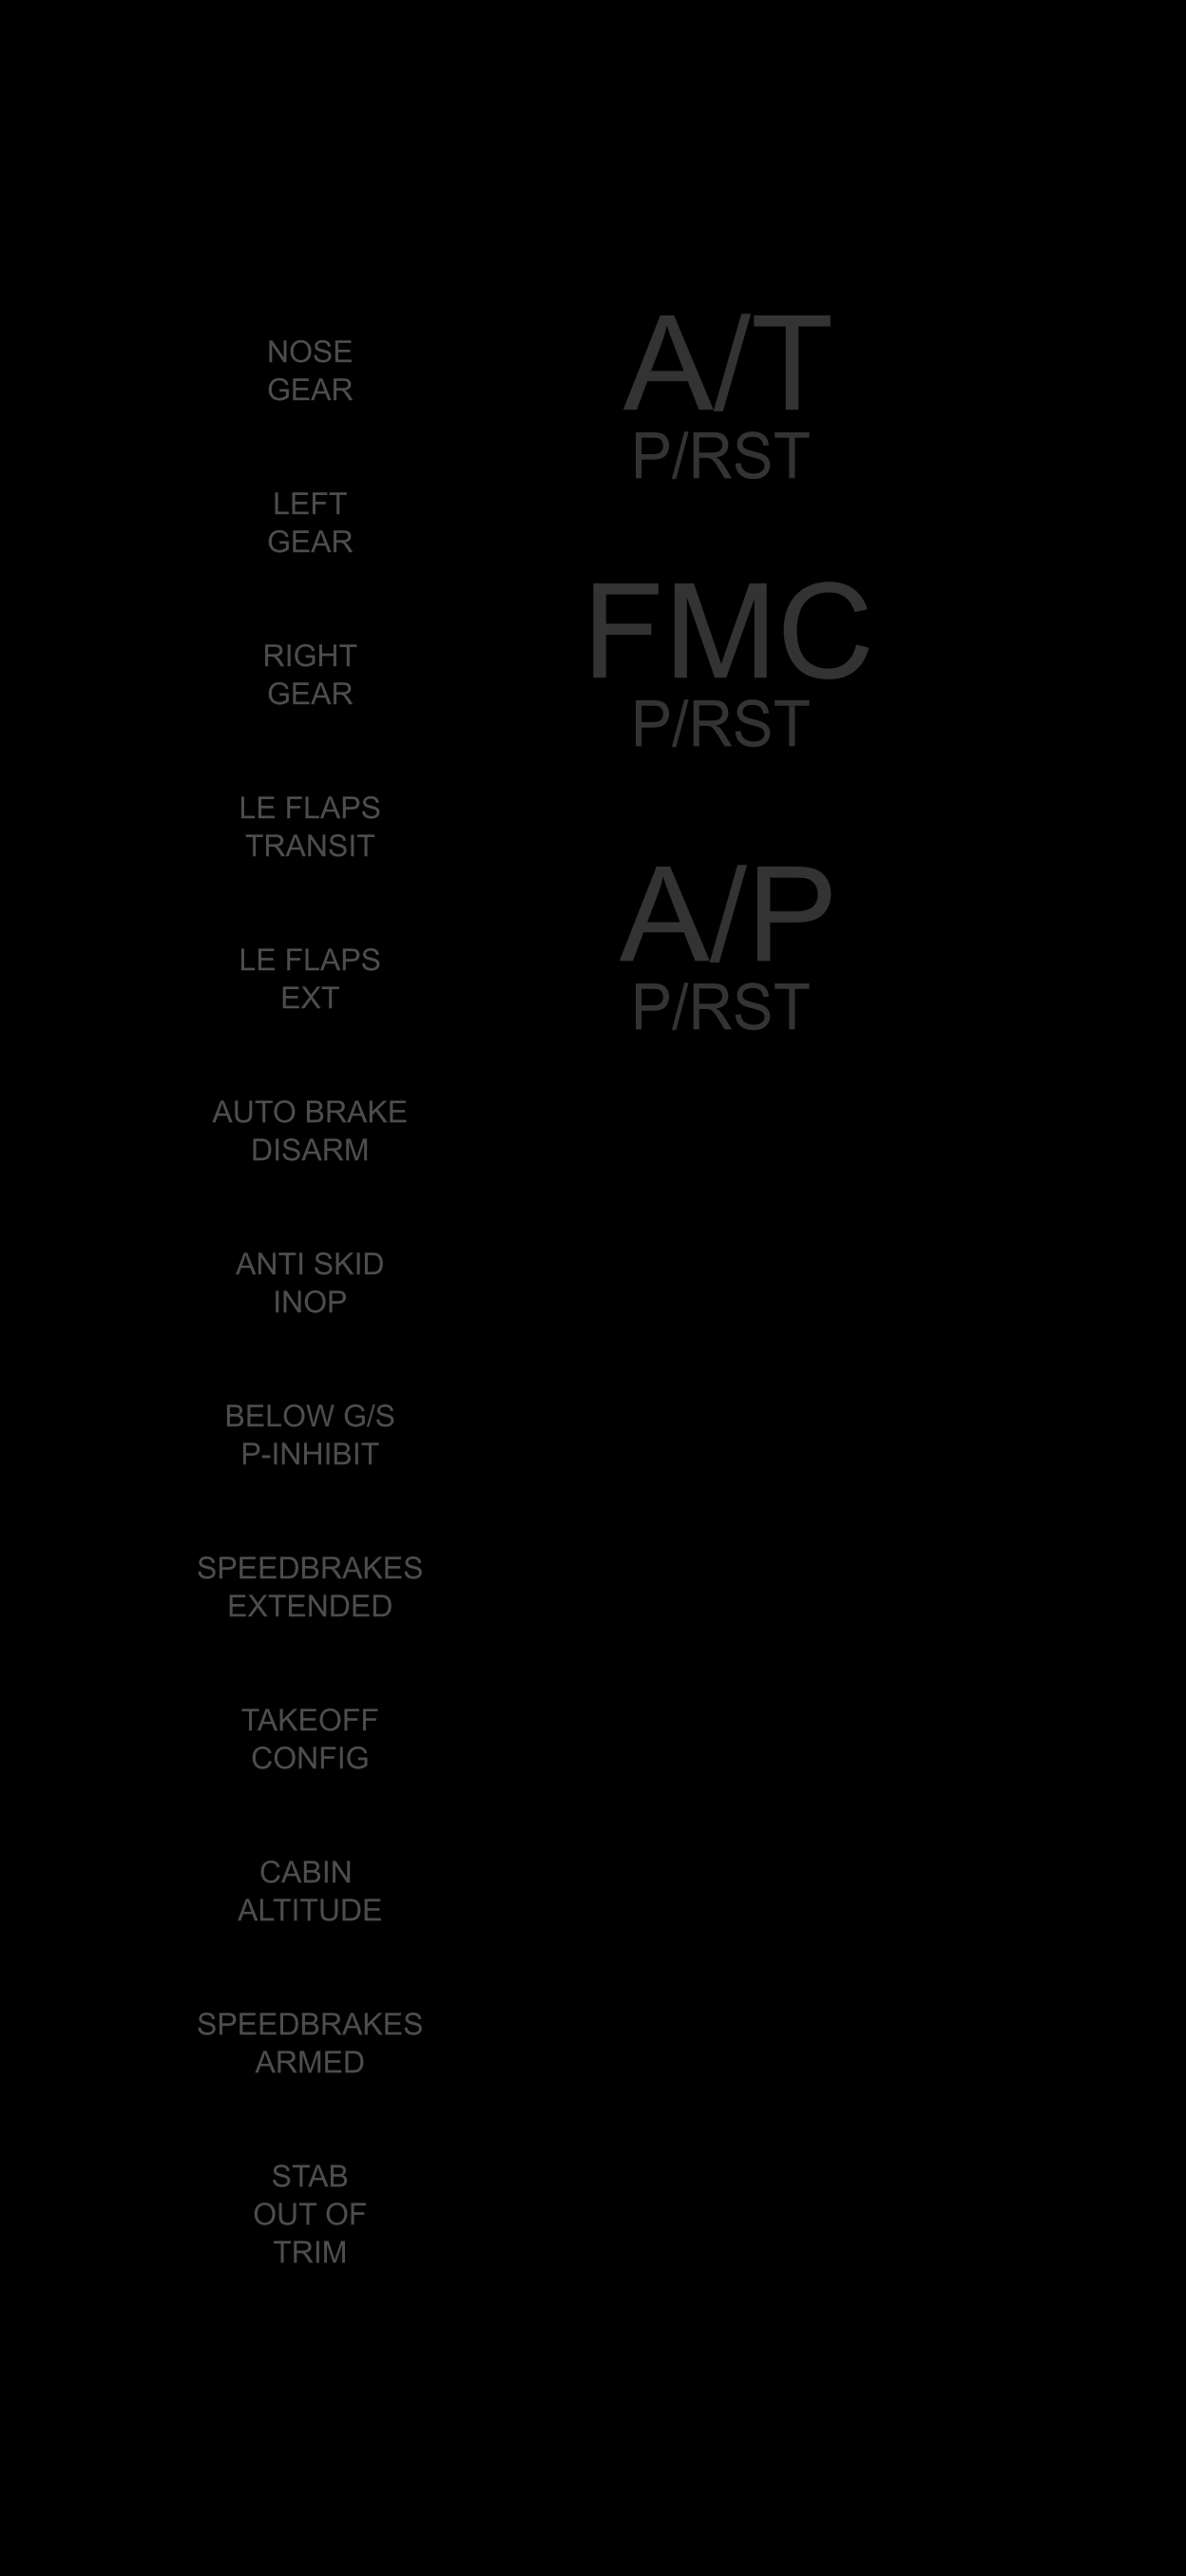 NOSE
GEAR
LEFT
GEAR
RIGHT
GEAR
LE FLAPS
TRANSIT
LE FLAPS
EXT
AUTO BRAKE
DISARM
ANTI SKID
INOP
BELOW G/S
P-INHIBIT
SPEEDBRAKES
EXTENDED
TAKEOFF
CONFIG
CABIN
ALTITUDE
SPEEDBRAKES
ARMED
STAB
OUT OF
TRIM
A/T
P/RST
FMC
P/RST
A/P
P/RST